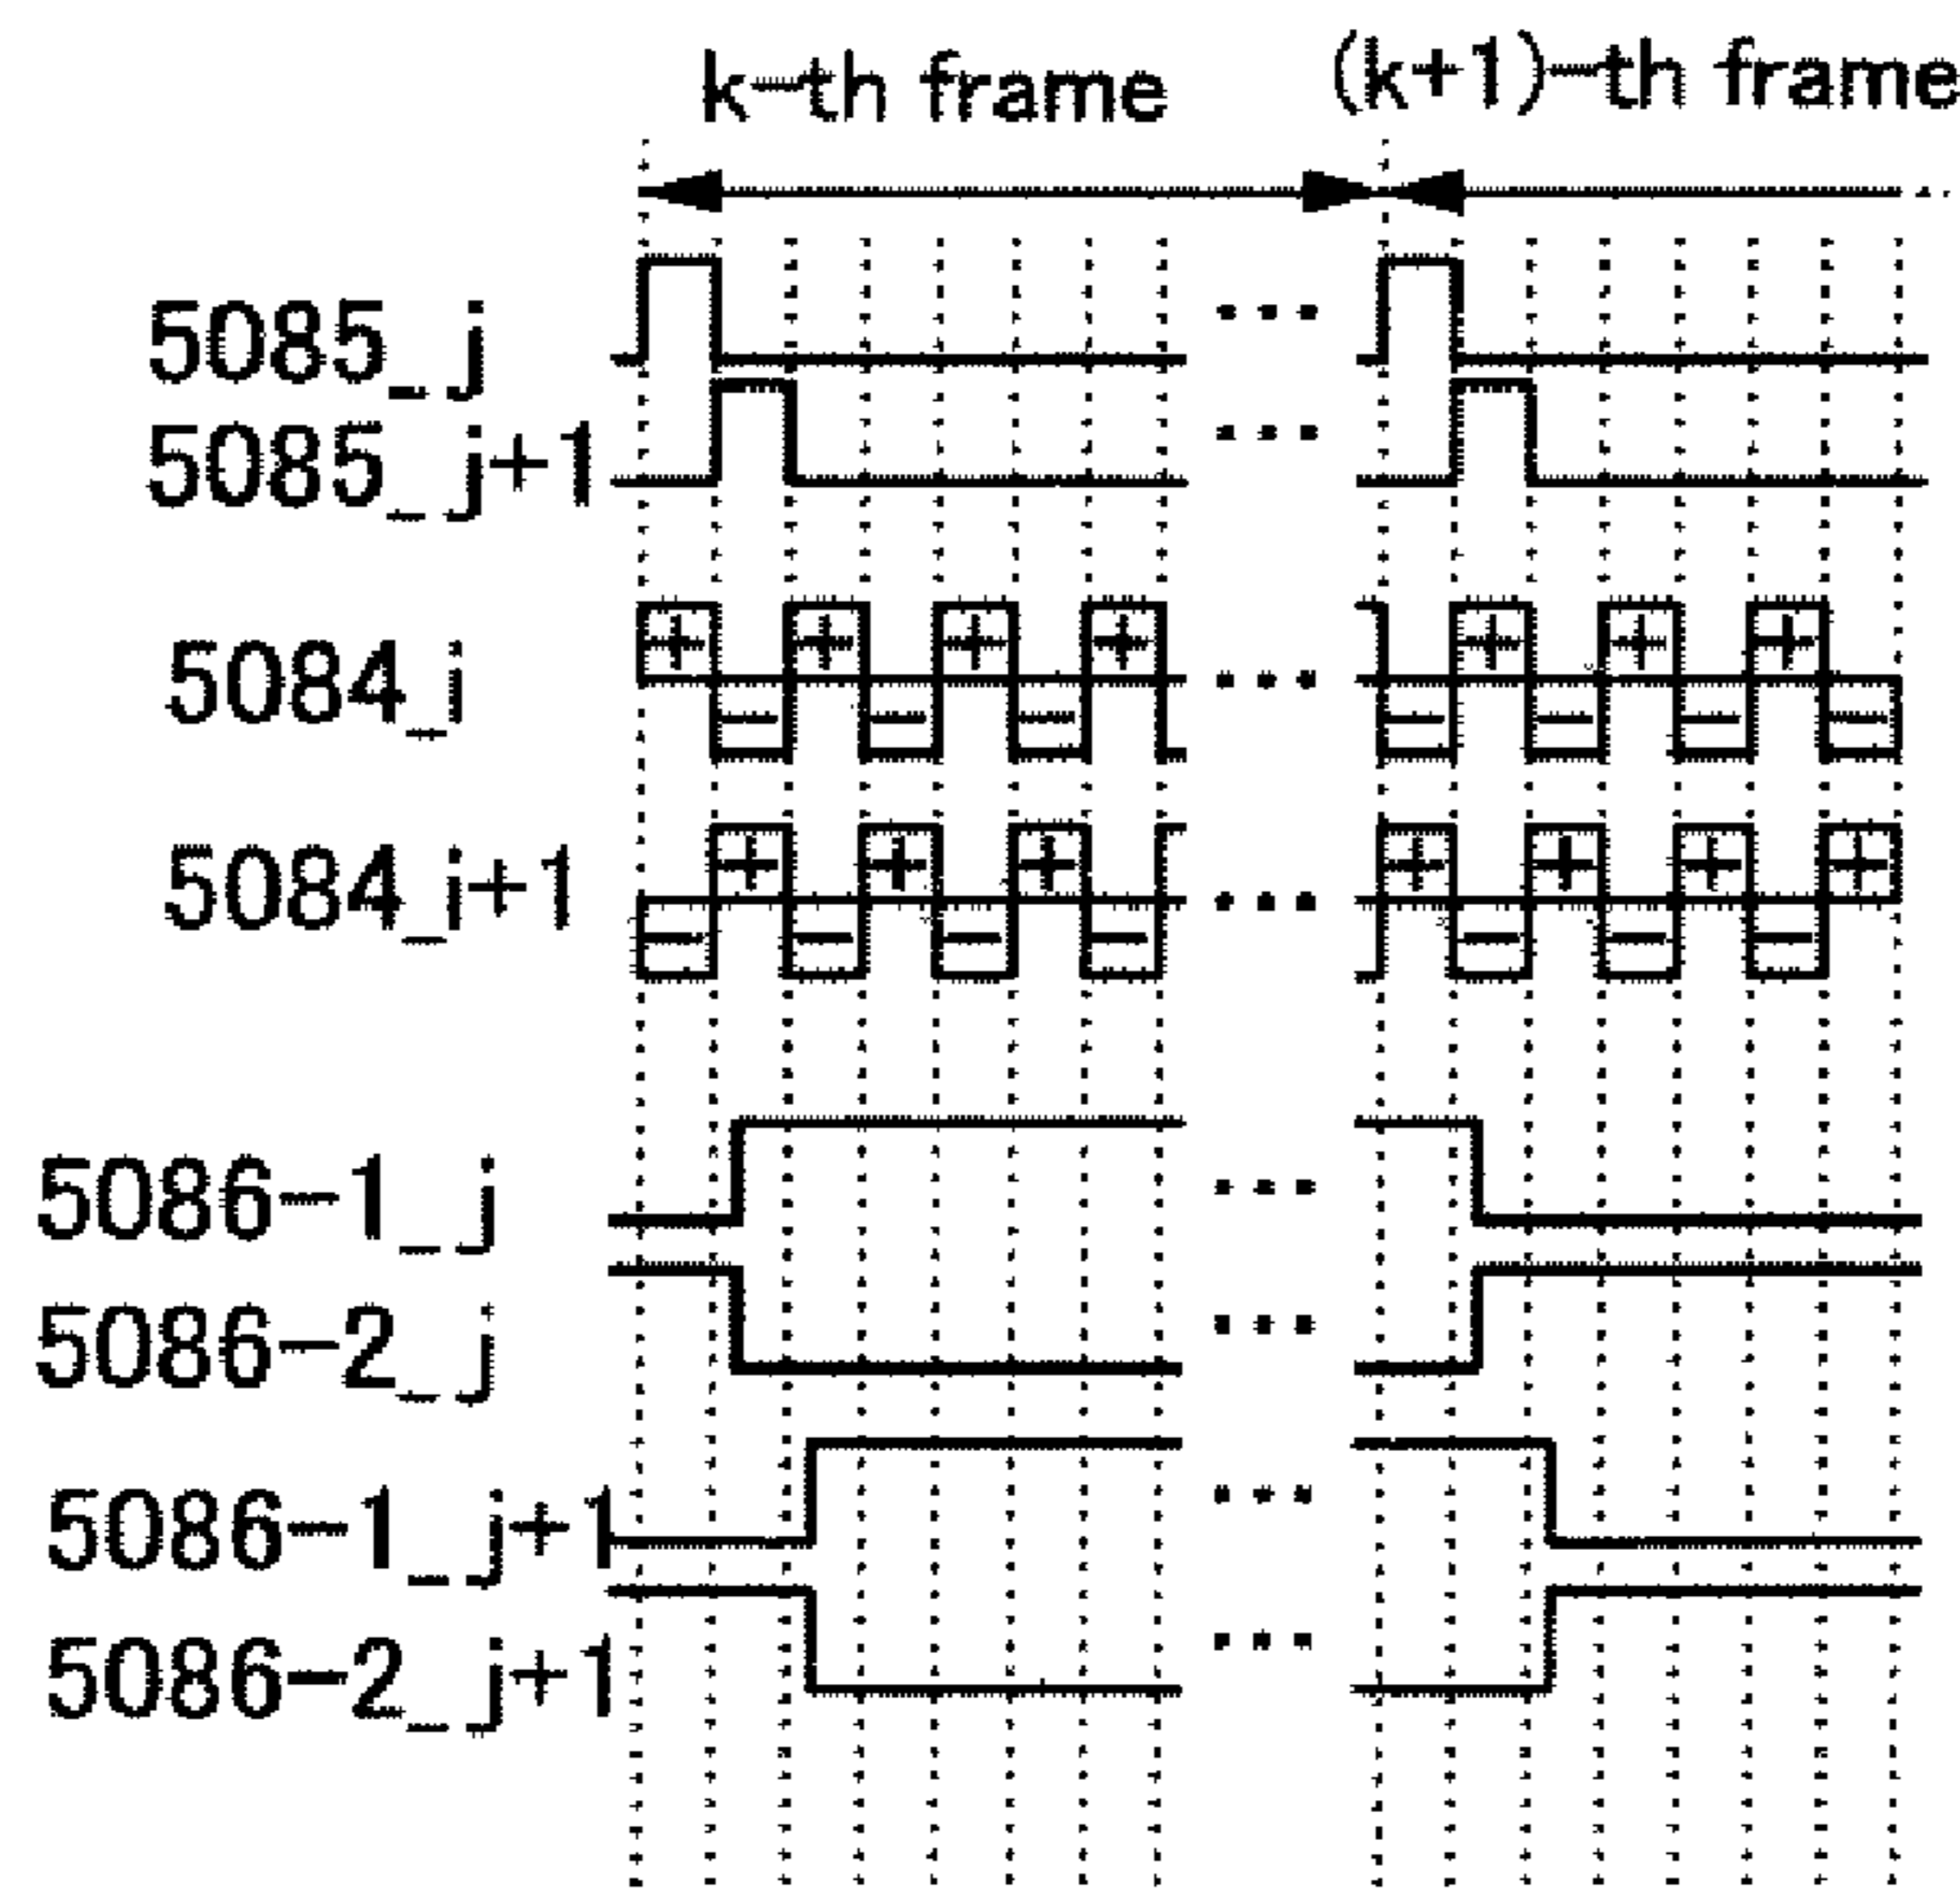 k-th frame (k+1)-th frame
5085_j
...
5085_j+1
...
5084_j
+ + + + ... + + +
- - - - - - -
5084_j+1
+ + + ... + + + +
- - - - - - -
5086-1_j
...
5086-2_j
...
5086-1_j+1
...
5086-2_j+1
...